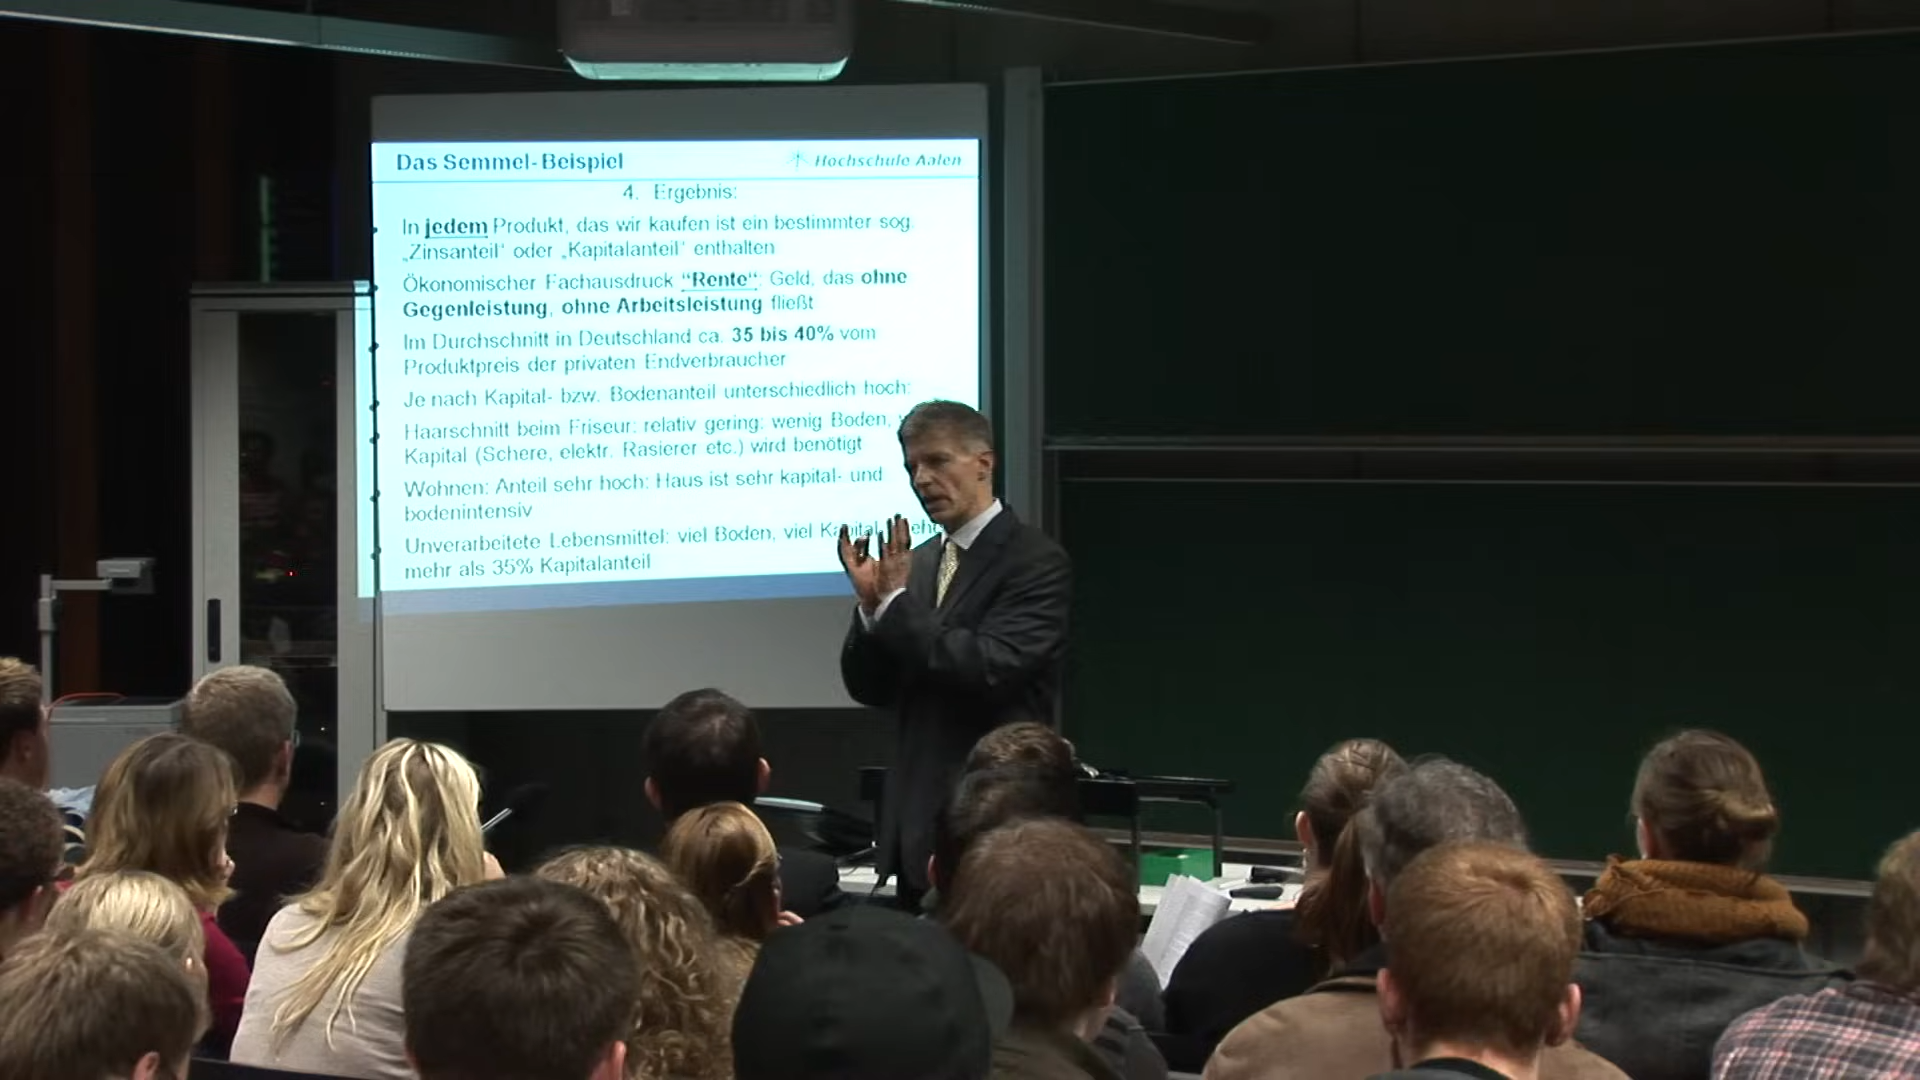 Das Semmel-Beispiel
Hochschule Aalen
4. Ergebnis:
In jedem Produkt, das wir kaufen ist ein bestimmter sog.
„Zinsanteil“ oder „Kapitalanteil“ enthalten
Ökonomischer Fachausdruck “Rente“: Geld, das ohne
Gegenleistung, ohne Arbeitsleistung fließt
Im Durchschnitt in Deutschland ca. 35 bis 40% vom
Produktpreis der privaten Endverbraucher
Je nach Kapital- bzw. Bodenanteil unterschiedlich hoch:
Haarschnitt beim Friseur: relativ gering: wenig Boden,
Kapital (Schere, elektr. Rasierer etc.) wird benötigt
Wohnen: Anteil sehr hoch: Haus ist sehr kapital- und
bodenintensiv
Unverarbeitete Lebensmittel: viel Boden, viel Kapital
mehr als 35% Kapitalanteil